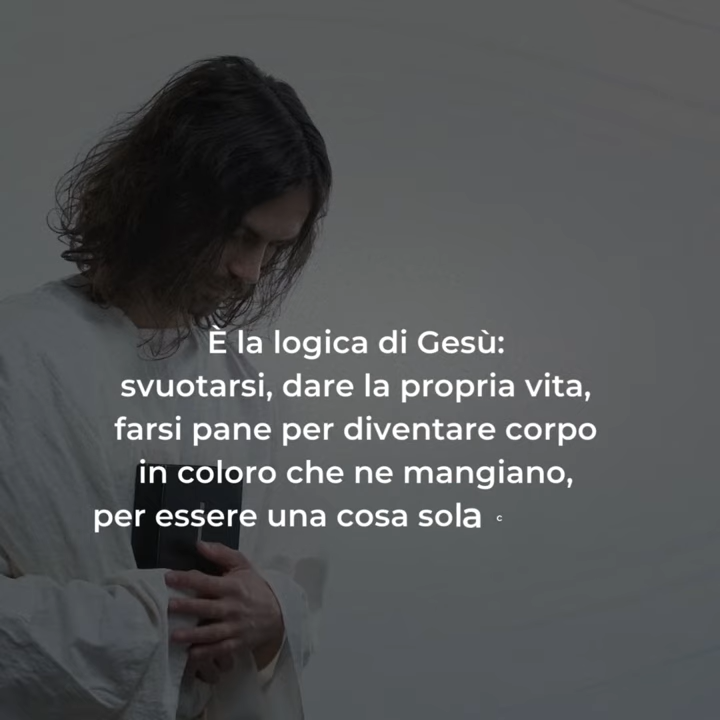 È la logica di Gesù:
svuotarsi, dare la propria vita,
farsi pane per diventare corpo
in coloro che ne mangiano,
per essere una cosa sola c